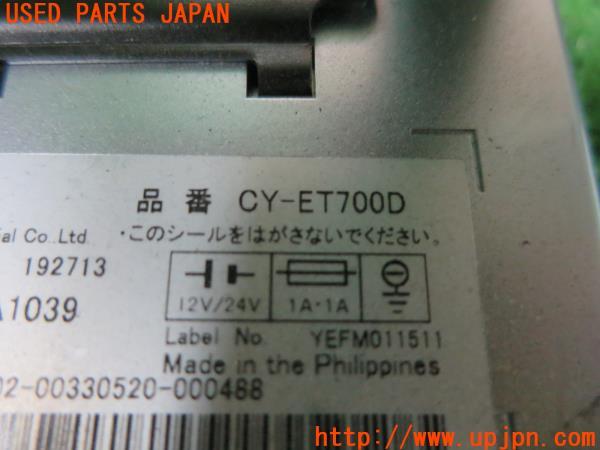 USED PARTS JAPAN
品 番 CY-ET700D
ial Co.,Ltd.
・このシールをはがさないでください。
192713
A1039
12V/24V
1A・1A
Label No. YEFM011511
Made in the Philippines
02-00330520-000488
http://www.upjpn.com